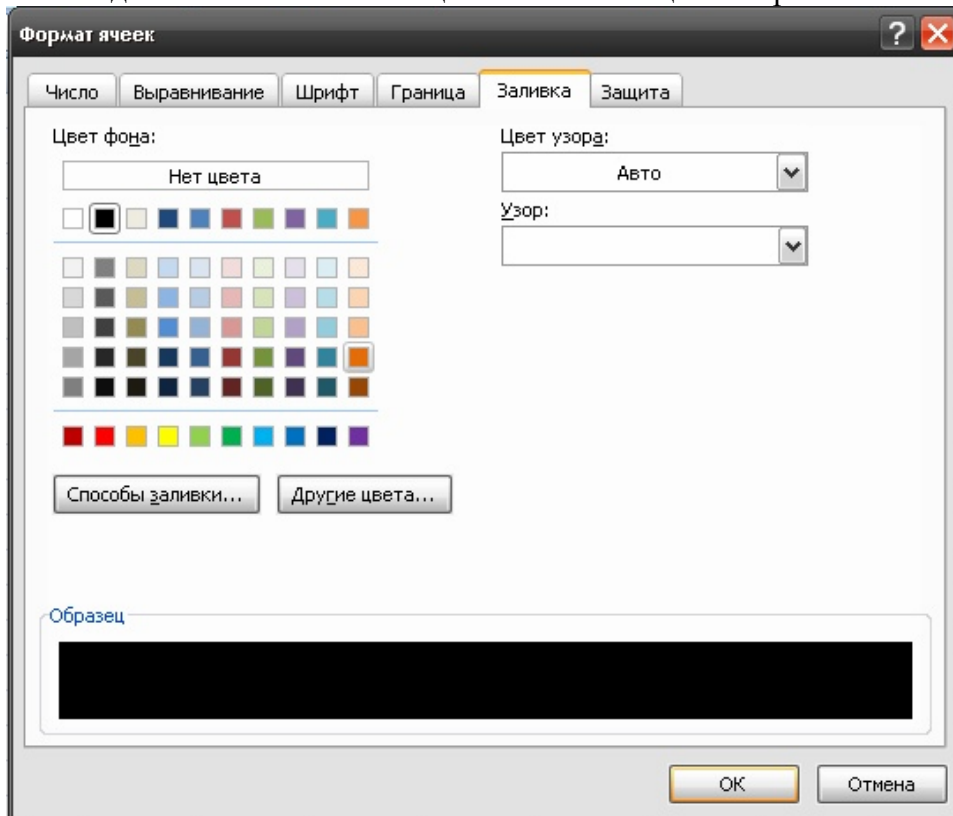 Формат ячеек
Число Выравнивание Шрифт Граница Заливка Защита
Цвет фона: Цвет узора:
Нет цвета Авто
Узор:
Способы заливки... Другие цвета...
Образец
ОК Отмена